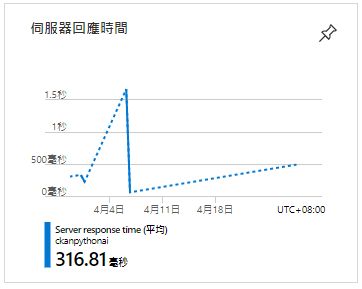 伺服器回應時間
1.5秒
1秒
500毫秒
0毫秒
4月4日 4月11日 4月18日 UTC+08:00
Server response time (平均)
ckanpythonai
316.81 毫秒